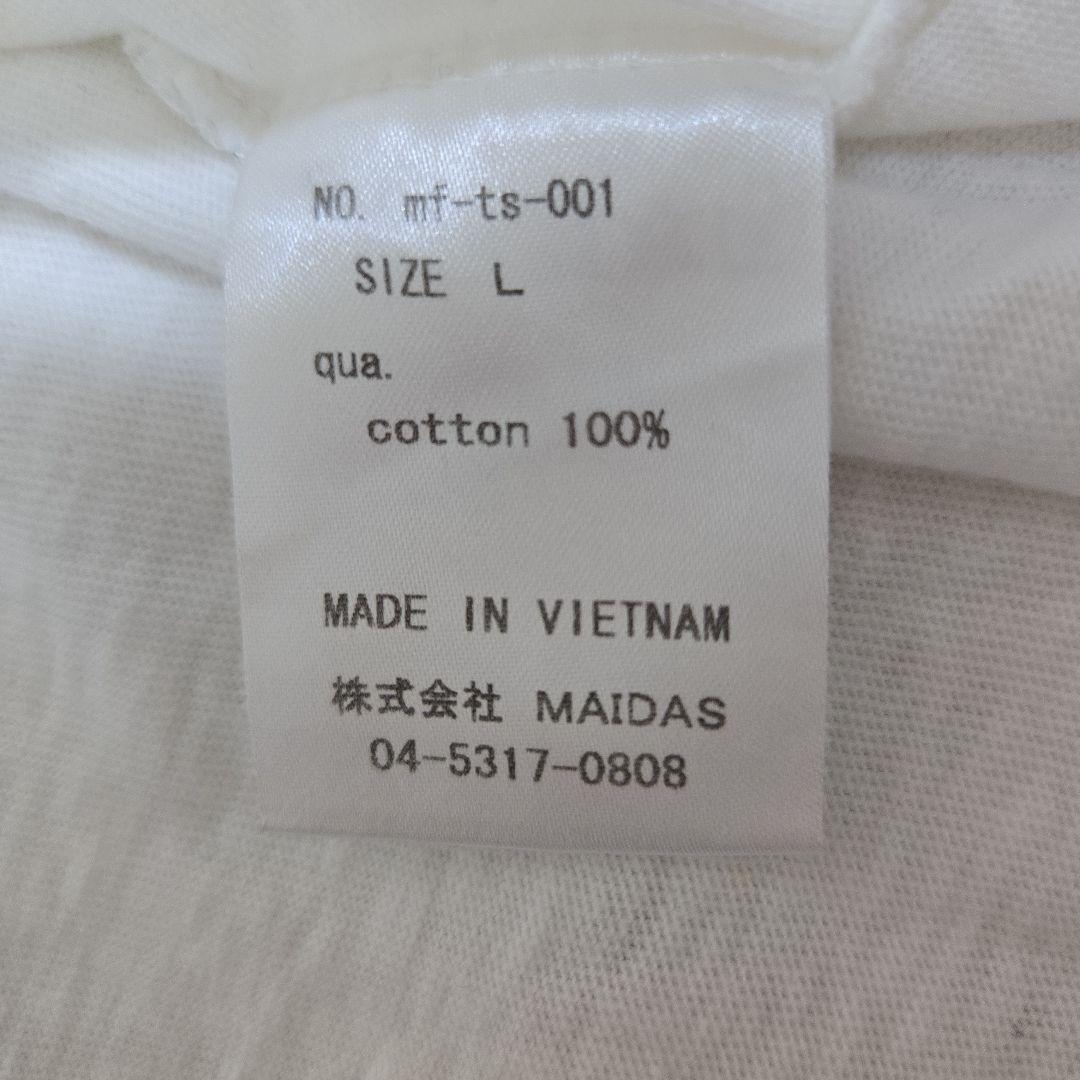 NO. mf-ts-001
SIZE L
qua.
cotton 100%
MADE IN VIETNAM
株式会社 MAIDAS
04-5317-0808